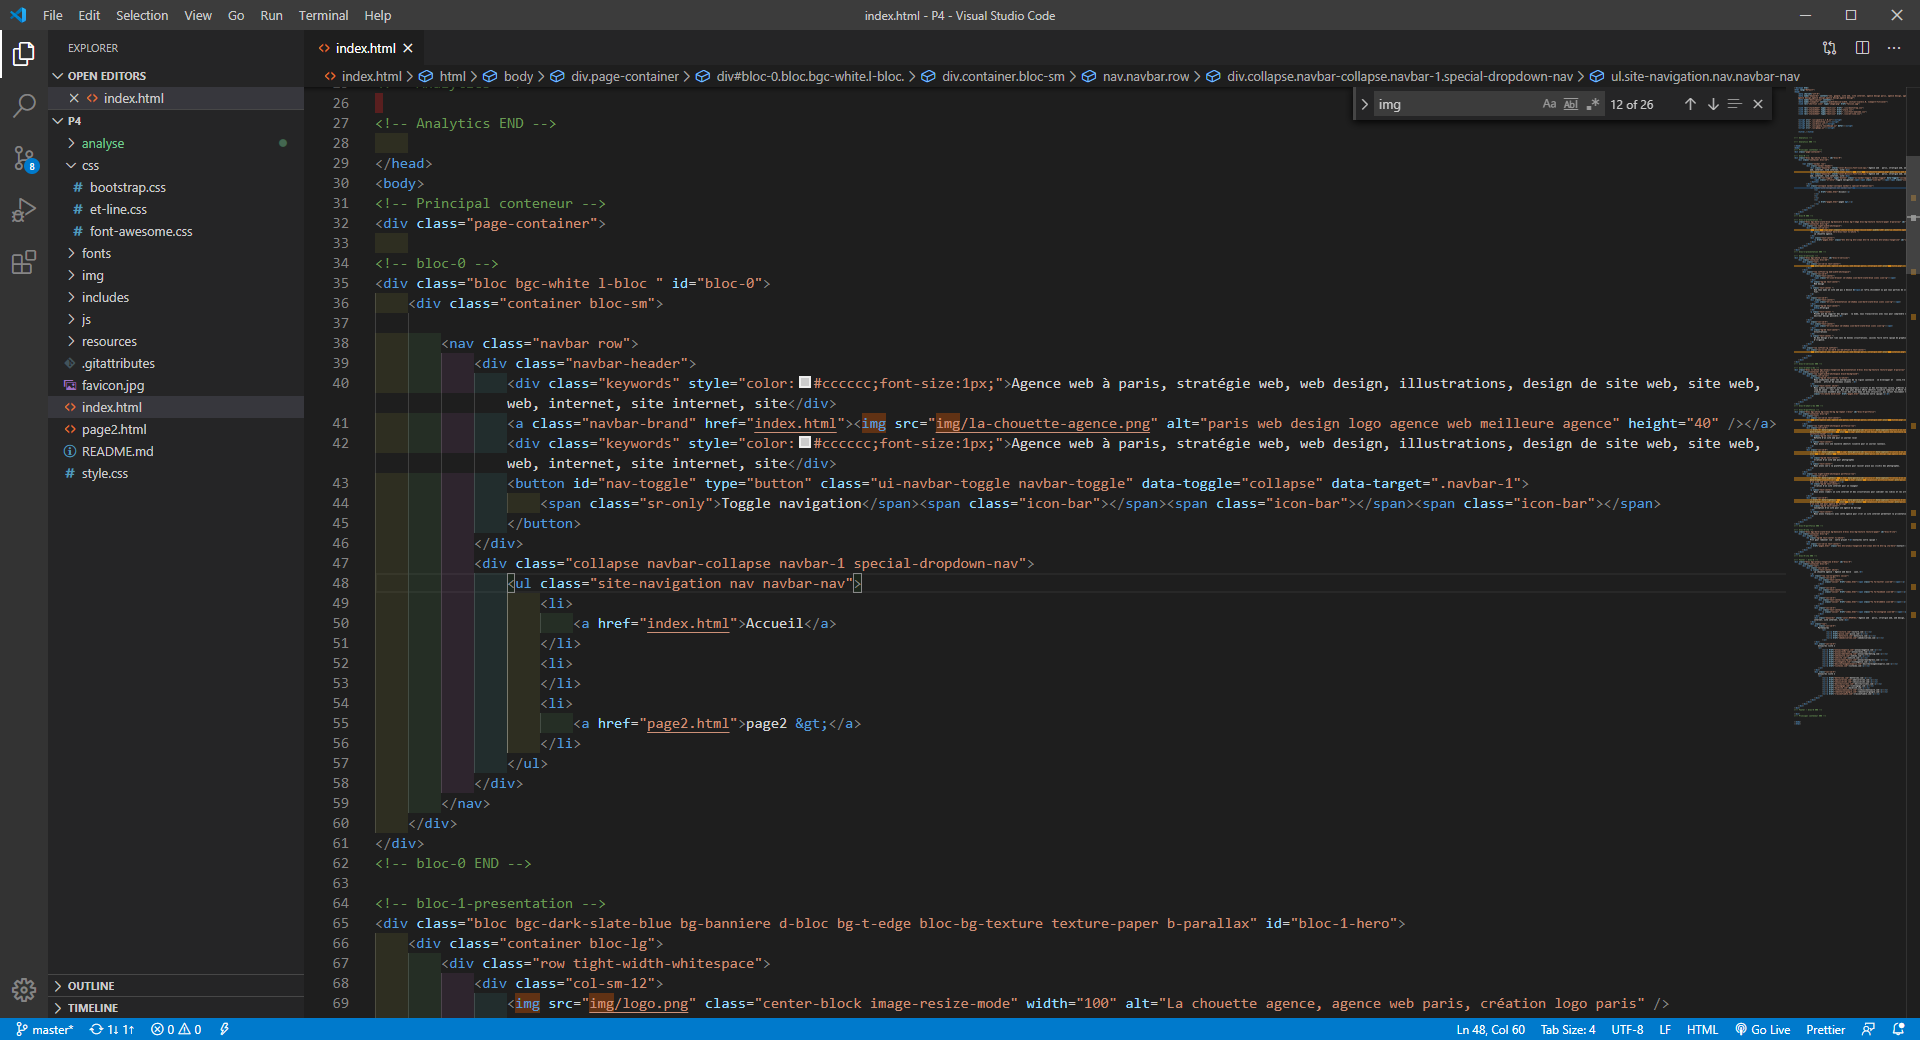 File Edit Selection View Go Run Terminal Help
index.html - P4 - Visual Studio Code
EXPLORER
OPEN EDITORS
index.html
P4
analyse
css
# bootstrap.css
# et-line.css
# font-awesome.css
fonts
img
includes
js
resources
.gitattributes
favicon.jpg
<> index.html
<> page2.html
README.md
# style.css
OUTLINE
TIMELINE
8
<> index.html
<> index.html > html > body > div.page-container > div#bloc-0.bloc.bgc-white.l-bloc. > div.container.bloc-sm > nav.navbar.row > div.collapse.navbar-collapse.navbar-1.special-dropdown-nav > ul.site-navigation.nav.navbar-nav
> img Aa Abl .* 12 of 26
26
27 <!-- Analytics END -->
28
29 </head>
30 <body>
31 <!-- Principal conteneur -->
32 <div class="page-container">
33
34 <!-- bloc-0 -->
35 <div class="bloc bgc-white l-bloc " id="bloc-0">
36 <div class="container bloc-sm">
37
38 <nav class="navbar row">
39 <div class="navbar-header">
40 <div class="keywords" style="color:#cccccc;font-size:1px;">Agence web à paris, stratégie web, web design, illustrations, design de site web, site web,
web, internet, site internet, site</div>
41 <a class="navbar-brand" href="index.html"><img src="img/la-chouette-agence.png" alt="paris web design logo agence web meilleure agence" height="40" /></a>
42 <div class="keywords" style="color:#cccccc;font-size:1px;">Agence web à paris, stratégie web, web design, illustrations, design de site web, site web,
web, internet, site internet, site</div>
43 <button id="nav-toggle" type="button" class="ui-navbar-toggle navbar-toggle" data-toggle="collapse" data-target=".navbar-1">
44 <span class="sr-only">Toggle navigation</span><span class="icon-bar"></span><span class="icon-bar"></span><span class="icon-bar"></span>
45 </button>
46 </div>
47 <div class="collapse navbar-collapse navbar-1 special-dropdown-nav">
48 <ul class="site-navigation nav navbar-nav">
49 <li>
50 <a href="index.html">Accueil</a>
51 </li>
52 <li>
53 </li>
54 <li>
55 <a href="page2.html">page2 &gt;</a>
56 </li>
57 </ul>
58 </div>
59 </nav>
60 </div>
61 </div>
62 <!-- bloc-0 END -->
63
64 <!-- bloc-1-presentation -->
65 <div class="bloc bgc-dark-slate-blue bg-banniere d-bloc bg-t-edge bloc-bg-texture texture-paper b-parallax" id="bloc-1-hero">
66 <div class="container bloc-lg">
67 <div class="row tight-width-whitespace">
68 <div class="col-sm-12">
69 <img src="img/logo.png" class="center-block image-resize-mode" width="100" alt="La chouette agence, agence web paris, création logo paris" />
master* 1↓ 1↑ 0 0 Ln 48, Col 60 Tab Size: 4 UTF-8 LF HTML Go Live Prettier